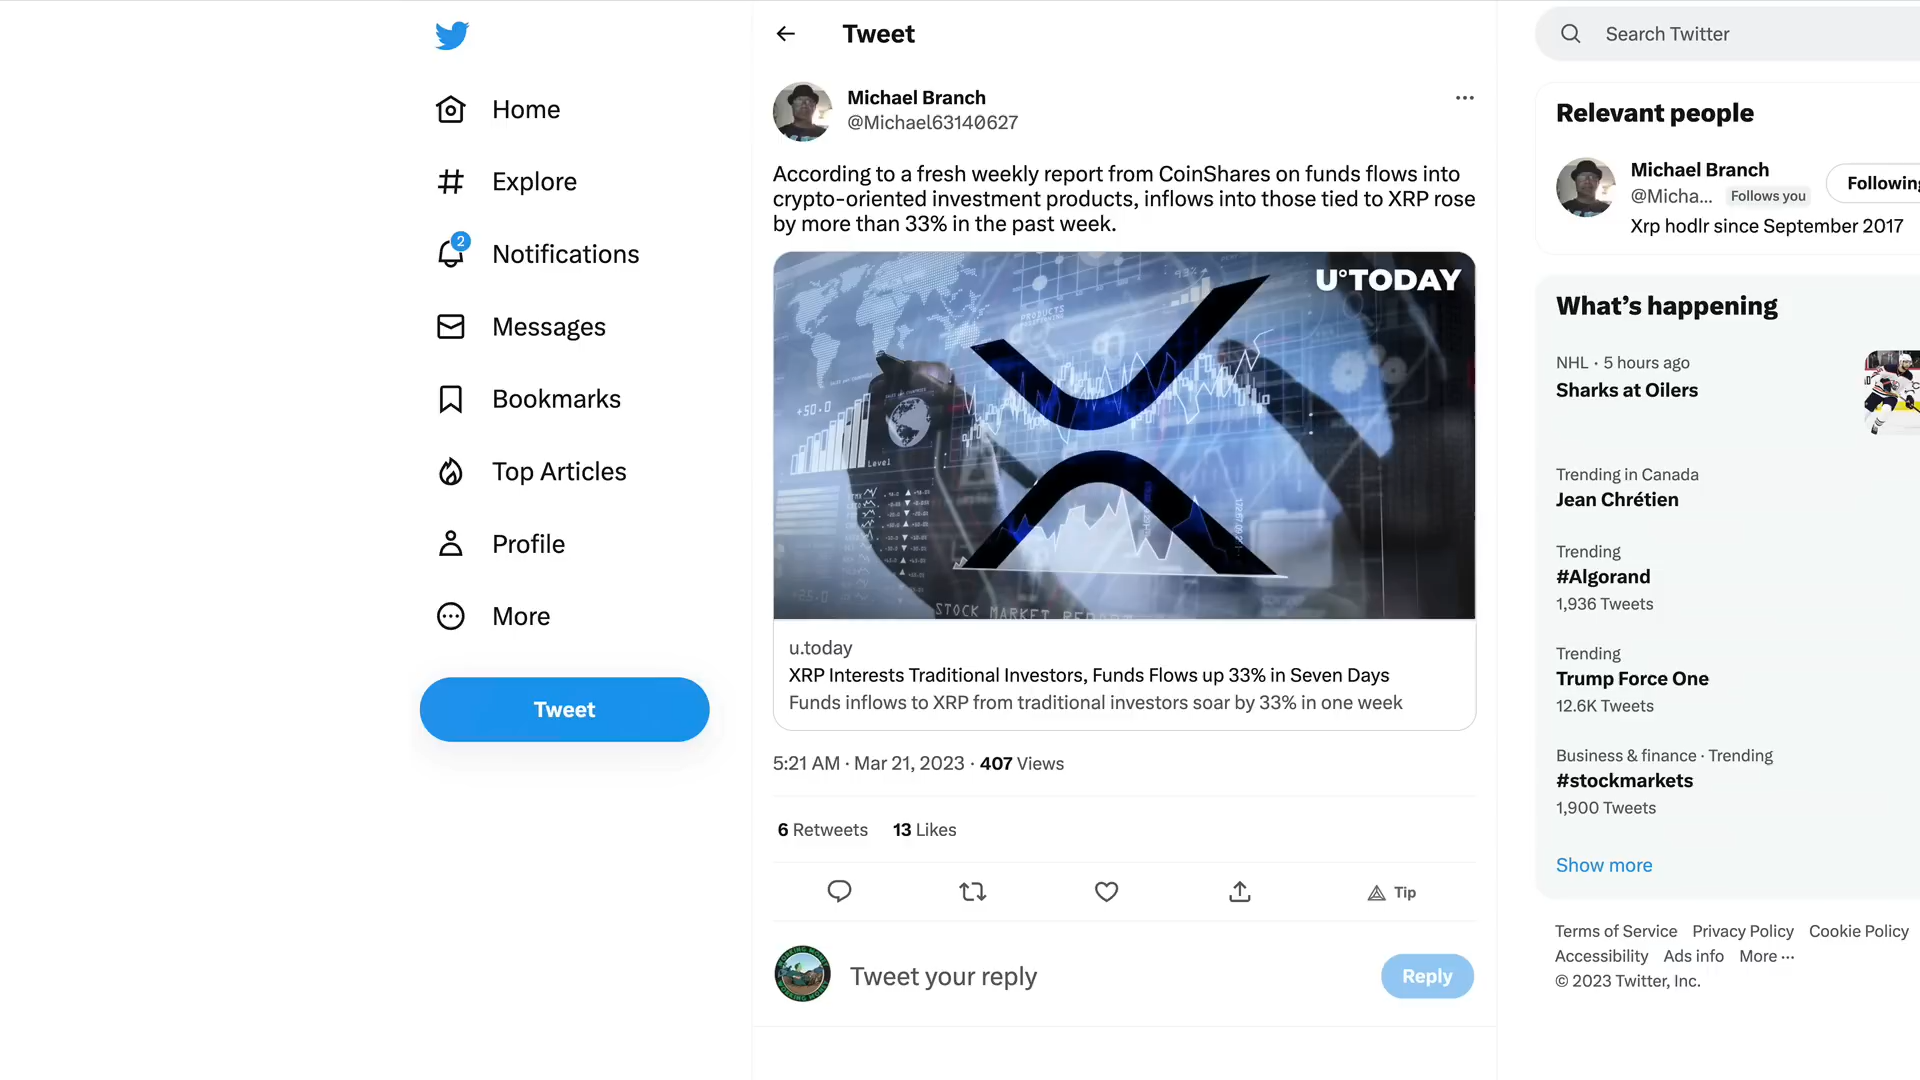 Home
Explore
2
Notifications
Messages
Bookmarks
Top Articles
Profile
More
Tweet
Tweet
Michael Branch
@Michael63140627
According to a fresh weekly report from CoinShares on funds flows into
crypto-oriented investment products, inflows into those tied to XRP rose
by more than 33% in the past week.
U°TODAY
PRODUCTS
+50.0
Level
STOCK MARKET REPORT
u.today
XRP Interests Traditional Investors, Funds Flows up 33% in Seven Days
Funds inflows to XRP from traditional investors soar by 33% in one week
5:21 AM · Mar 21, 2023 · 407 Views
6 Retweets 13 Likes
Tip
Tweet your reply
Reply
Search Twitter
Relevant people
Michael Branch
@Micha... Follows you
Following
Xrp hodlr since September 2017
What's happening
NHL · 5 hours ago
Sharks at Oilers
Trending in Canada
Jean Chrétien
Trending
#Algorand
1,936 Tweets
Trending
Trump Force One
12.6K Tweets
Business & finance · Trending
#stockmarkets
1,900 Tweets
Show more
Terms of Service Privacy Policy Cookie Policy
Accessibility Ads info More ···
© 2023 Twitter, Inc.